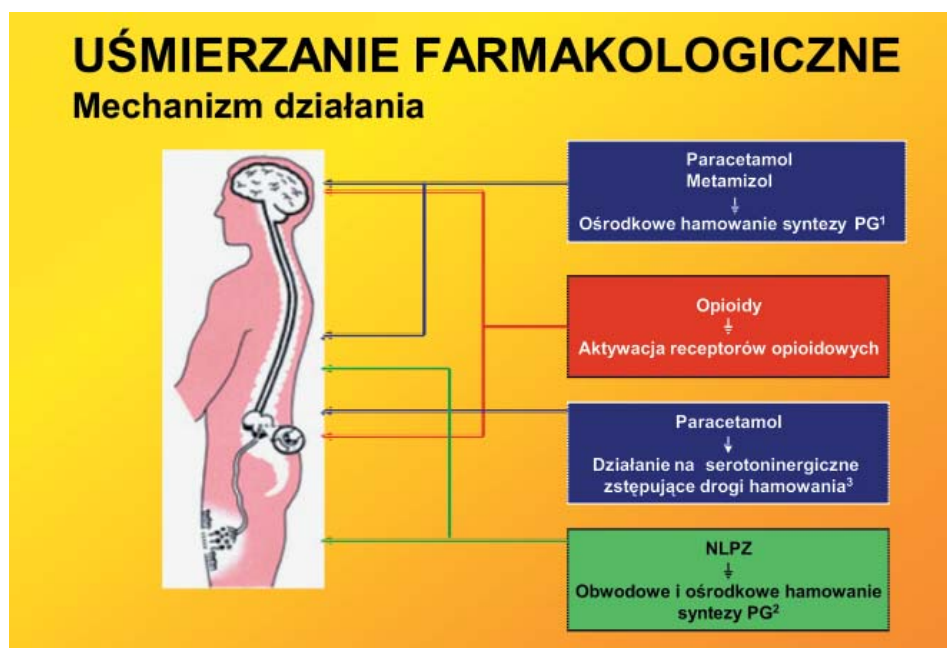 UŚMIERZANIE FARMAKOLOGICZNE
Mechanizm działania
Paracetamol
Metamizol
Ośrodkowe hamowanie syntezy PG¹
Opioidy
Aktywacja receptorów opioidowych
Paracetamol
Działanie na serotoninergiczne
zstępujące drogi hamowania³
NLPZ
Obwodowe i ośrodkowe hamowanie
syntezy PG²